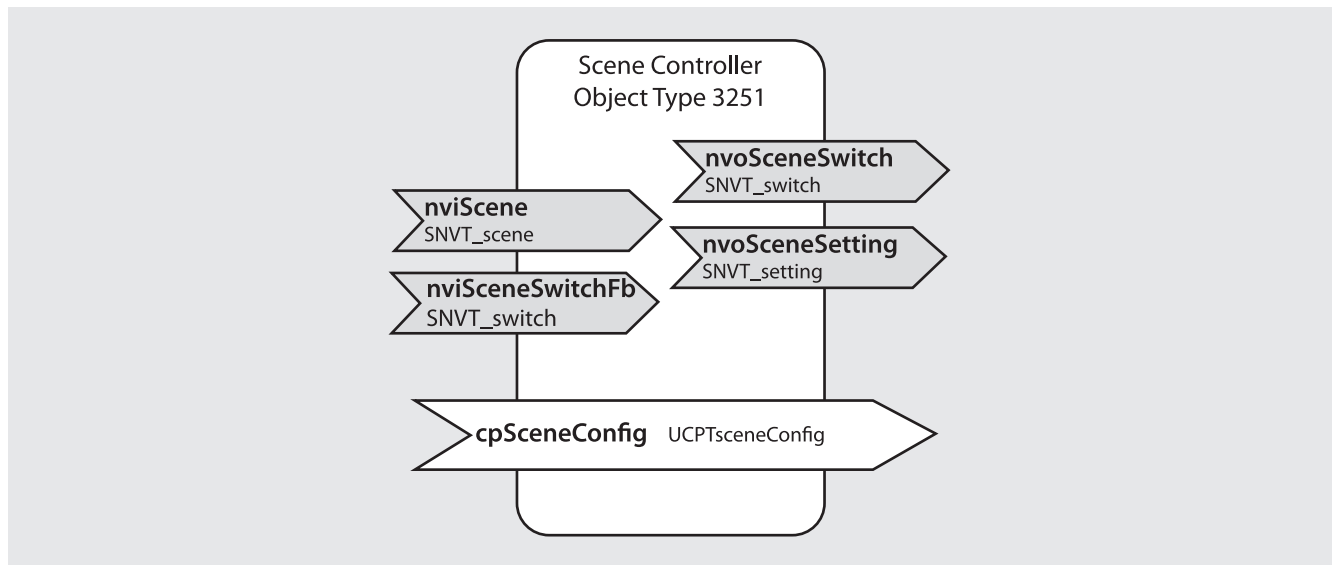 Scene Controller
Object Type 3251
nvoSceneSwitch
SNVT_switch
nviScene
SNVT_scene
nvoSceneSetting
SNVT_setting
nviSceneSwitchFb
SNVT_switch
cpSceneConfig UCPTsceneConfig